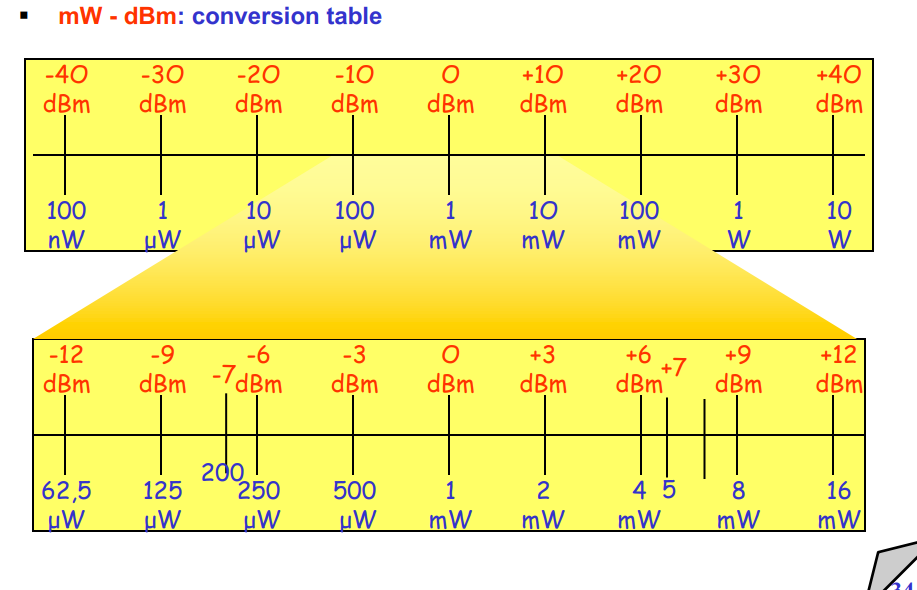 ▪ mW - dBm: conversion table
-40 -30 -20 -10 0 +10 +20 +30 +40
dBm dBm dBm dBm dBm dBm dBm dBm dBm
100 1 10 100 1 10 100 1 10
nW µW µW µW mW mW mW W W
-12 -9 -6 -3 0 +3 +6 +9 +12
-7 +7
dBm dBm dBm dBm dBm dBm dBm dBm dBm
200
62,5 125 250 500 1 2 4 5 8 16
µW µW µW µW mW mW mW mW mW